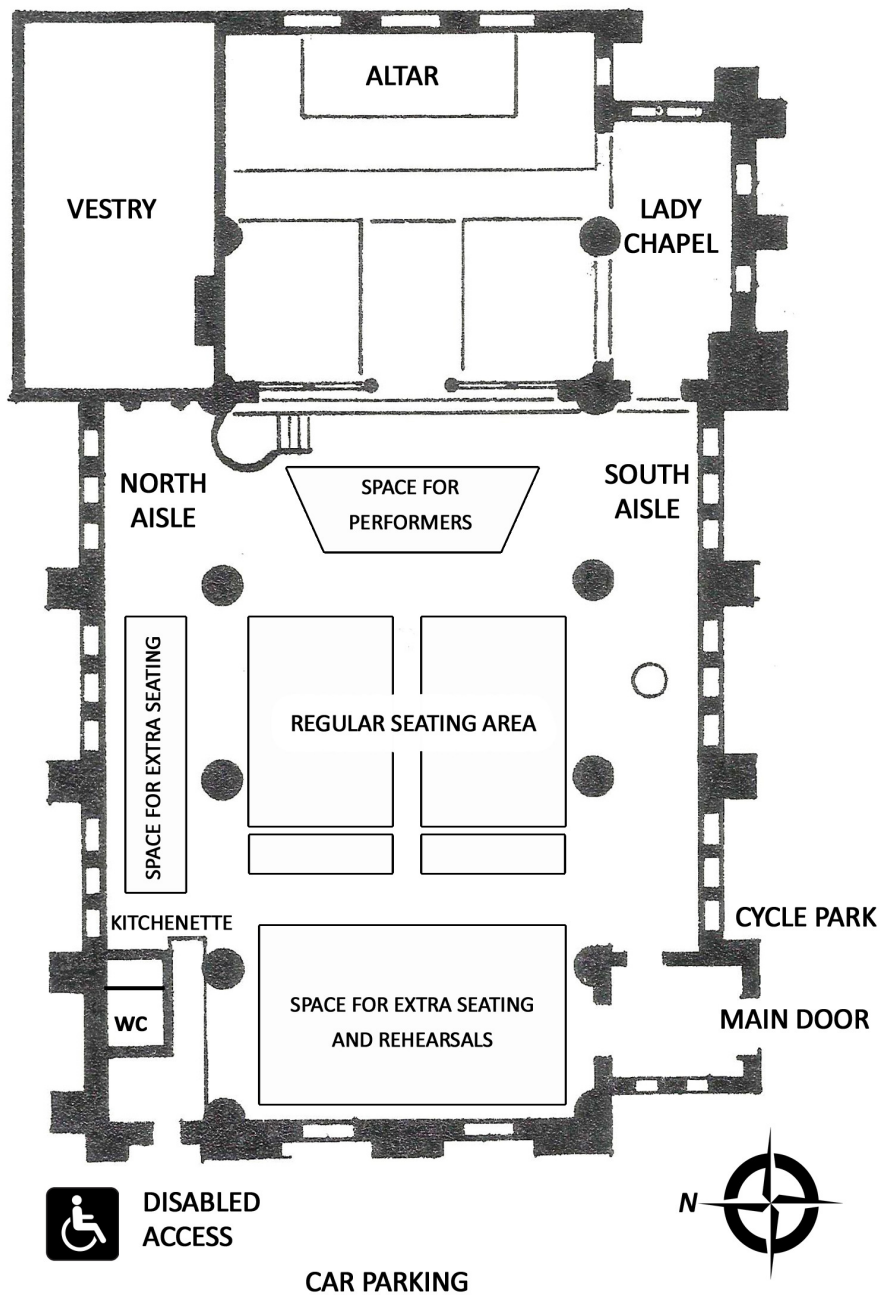 ALTAR
VESTRY
LADY
CHAPEL
NORTH
AISLE
SPACE FOR
PERFORMERS
SOUTH
AISLE
SPACE FOR EXTRA SEATING
REGULAR SEATING AREA
KITCHENETTE
CYCLE PARK
WC
SPACE FOR EXTRA SEATING
AND REHEARSALS
MAIN DOOR
DISABLED
ACCESS
N
CAR PARKING